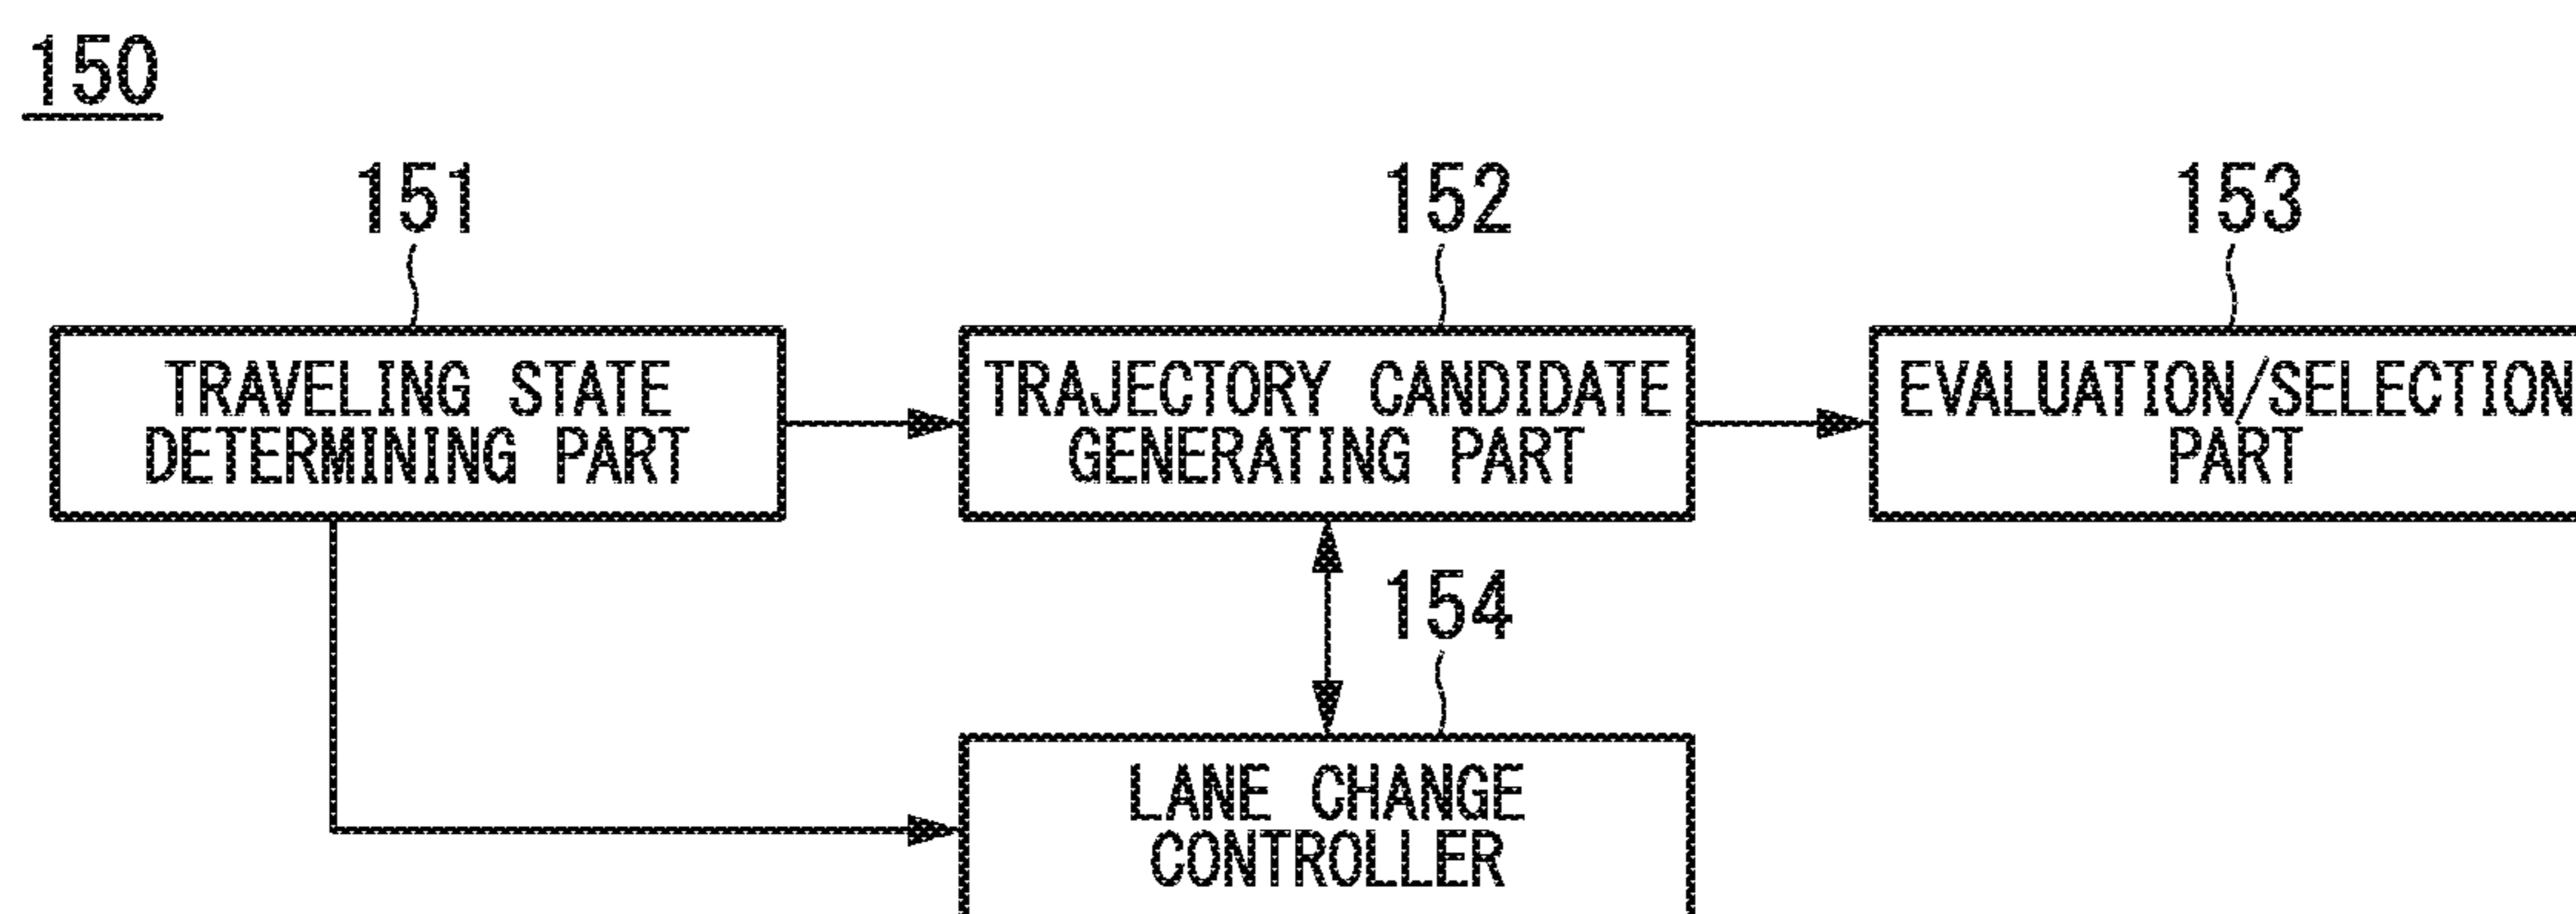 150
151
152
153
TRAVELING STATE
DETERMINING PART
TRAJECTORY CANDIDATE
GENERATING PART
EVALUATION/SELECTION
PART
154
LANE CHANGE
CONTROLLER